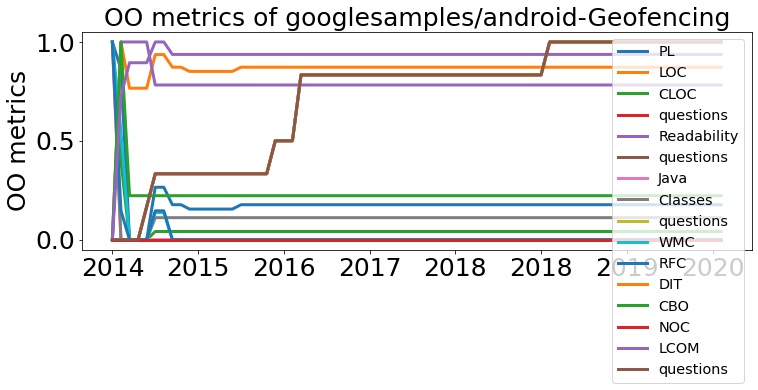 OO metrics of googlesamples/android-Geofencing
OO metrics
1.0
0.5
0.0
2014 2015 2016 2017 2018 2018 2019 2020
PL
LOC
CLOC
questions
Readability
questions
Java
Classes
questions
WMC
RFC
DIT
CBO
NOC
LCOM
questions